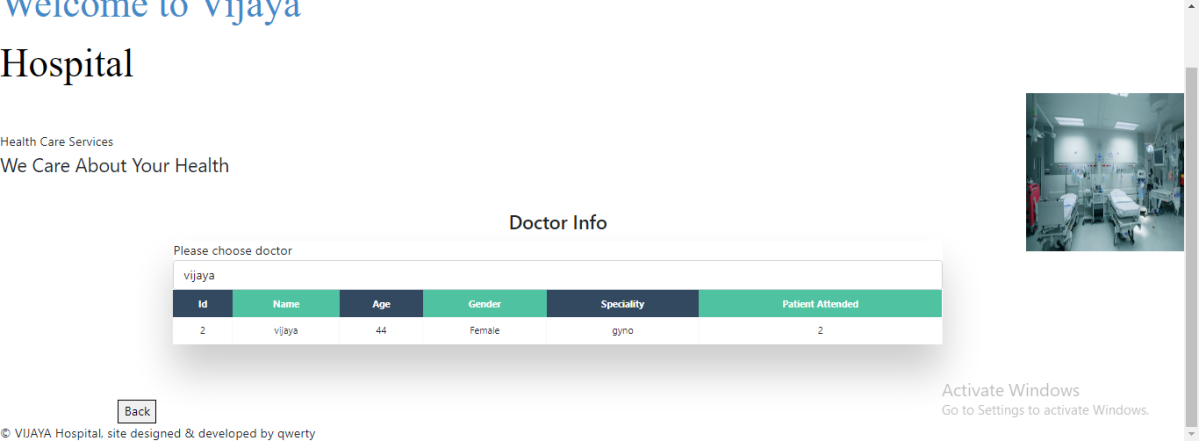 Welcome to Vijaya
Hospital
Health Care Services
We Care About Your Health
Doctor Info
Please choose doctor
vijaya
Id Name Age Gender Speciality Patient Attended
2 vijaya 44 Female gyno 2
Activate Windows
Go to Settings to activate Windows.
Back
© VIJAYA Hospital, site designed & developed by qwerty